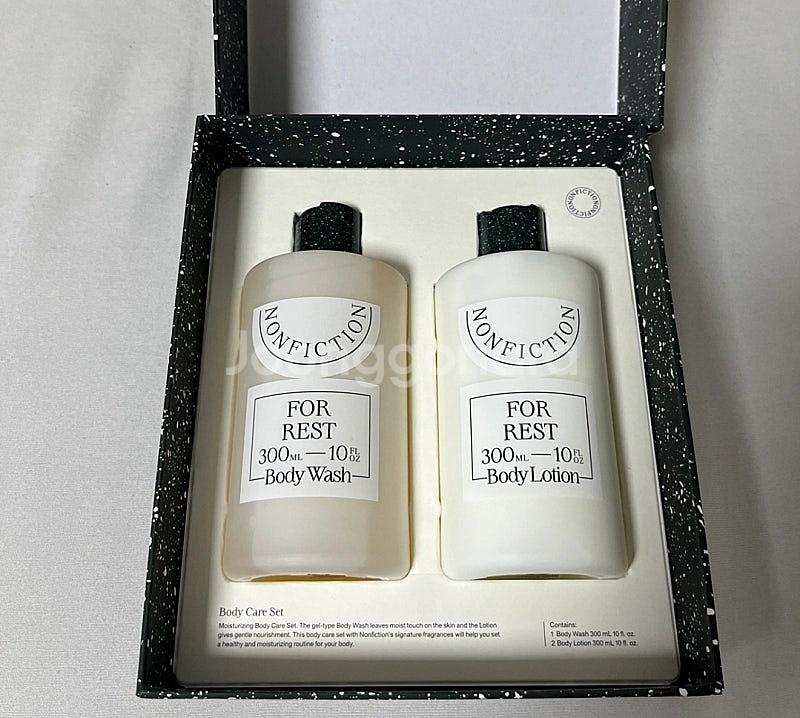 NONFICTION NONFICTION
NONFICTION
FOR
REST
300ML—10FL OZ
Body Wash
NONFICTION
FOR
REST
300ML—10FL OZ
Body Lotion
Joonggonara
Body Care Set
Moisturizing Body Care Set. The gel-type Body Wash leaves moist touch on the skin and the Lotion
gives gentle nourishment. This body care set with Nonfiction's signature fragrances will help you set
a healthy and moisturizing routine for your body.
Contains:
1 Body Wash 300 mL 10 fl. oz.
2 Body Lotion 300 mL 10 fl. oz.